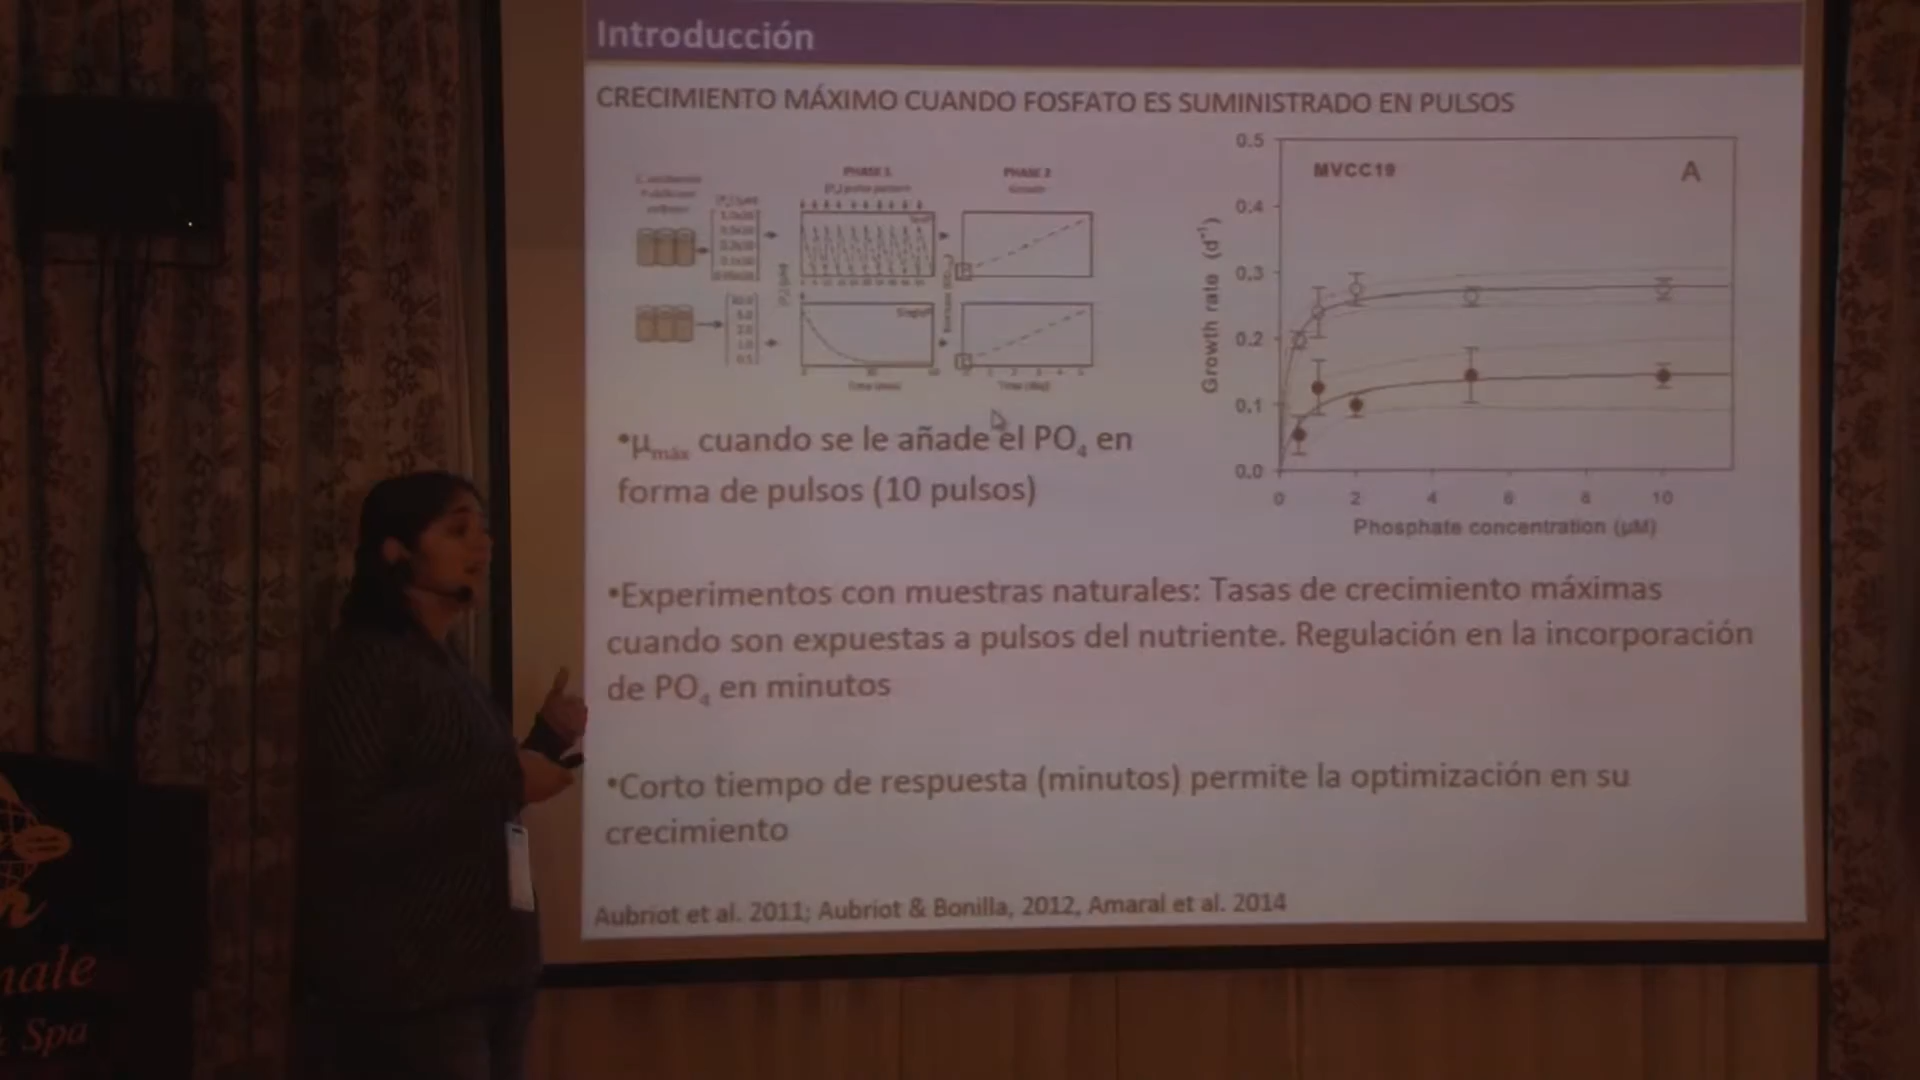 Introducción
CRECIMIENTO MÁXIMO CUANDO FOSFATO ES SUMINISTRADO EN PULSOS
PHASE 1
PHASE 2
MVCC19
A
0.5
0.4
0.3
0.2
0.1
0.0
0 2 4 6 8 10
Growth rate (d⁻¹)
Phosphate concentration (µM)
•µmáx cuando se le añade el PO4 en
forma de pulsos (10 pulsos)
•Experimentos con muestras naturales: Tasas de crecimiento máximas
cuando son expuestas a pulsos del nutriente. Regulación en la incorporación
de PO4 en minutos
•Corto tiempo de respuesta (minutos) permite la optimización en su
crecimiento
Aubriot et al. 2011; Aubriot & Bonilla, 2012, Amaral et al. 2014
nale
& Spa